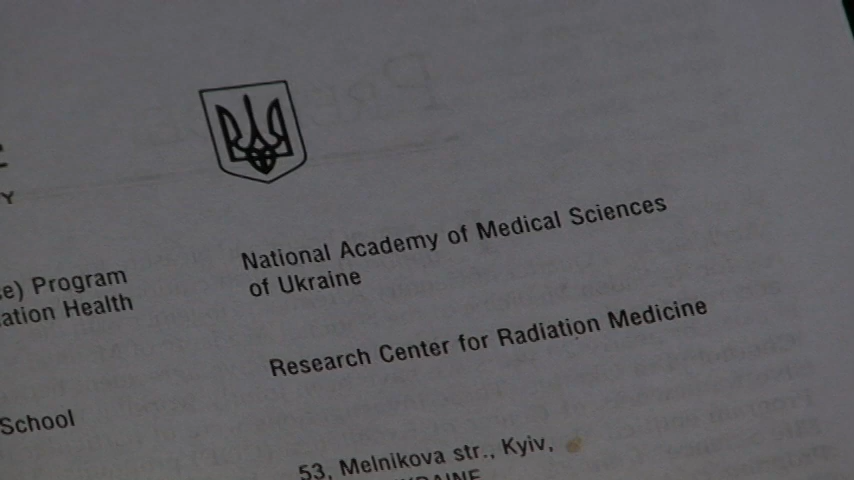 Y
e) Program
ation Health
School
National Academy of Medical Sciences
of Ukraine
Research Center for Radiation Medicine
53, Melnikova str., Kyiv,
UKRAINE